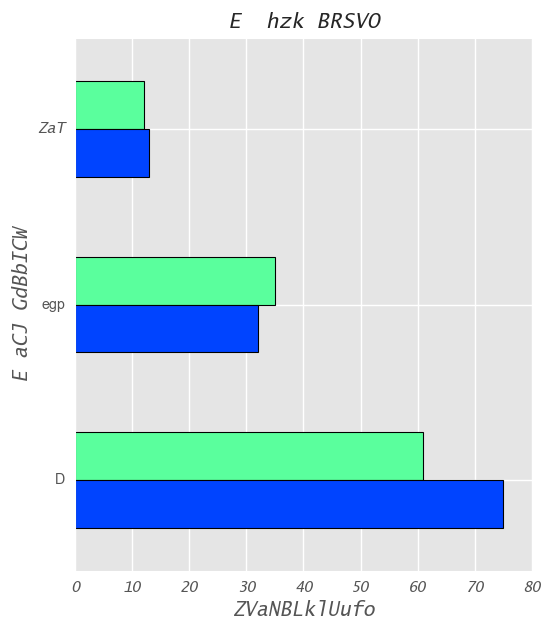 E  hzk BRSVO
ZaT
egp
D
E aCJ GdBbICW
0 10 20 30 40 50 60 70 80
ZVaNBLklUufo